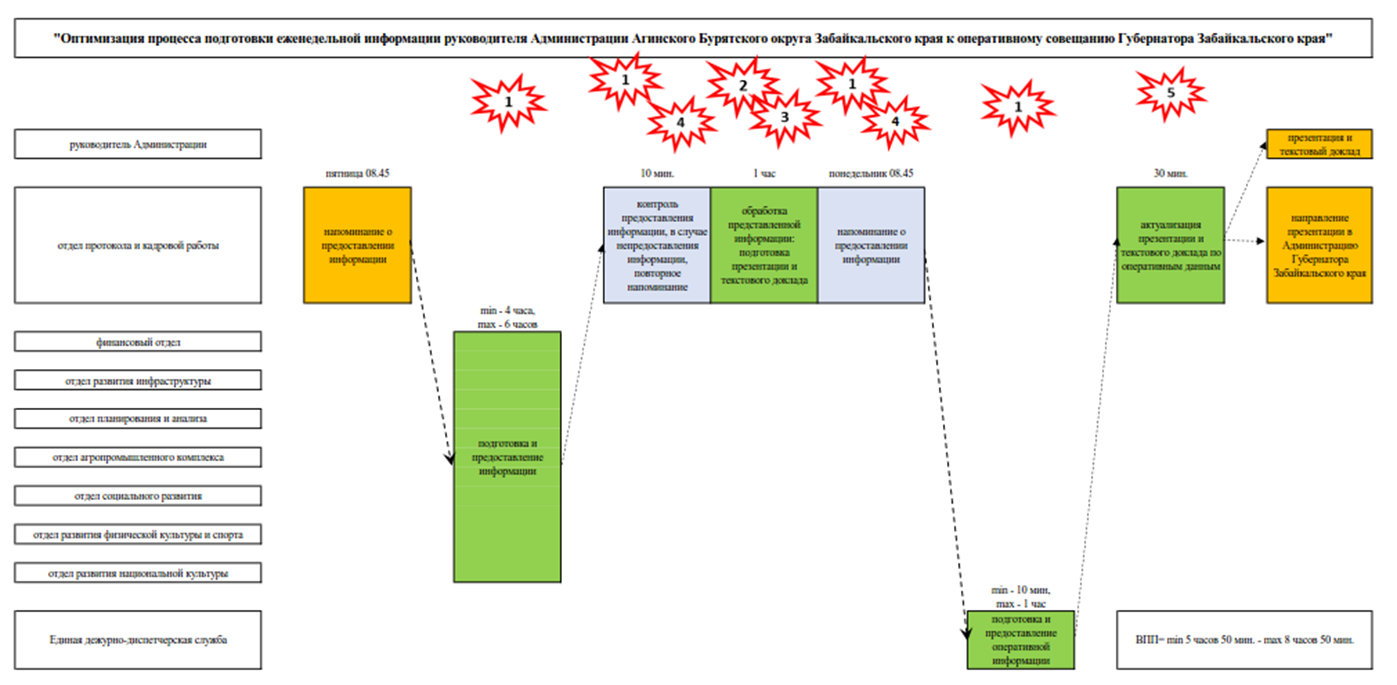 "Оптимизация процесса подготовки еженедельной информации руководителя Администрации Агинского Бурятского округа Забайкальского края к оперативному совещанию Губернатора Забайкальского края"
1
1
4
2
3
1
4
1
5
руководитель Администрации
презентация и
текстовый доклад
пятница 08.45
10 мин.
1 час
понедельник 08.45
30 мин.
отдел протокола и кадровой работы
напоминание о
предоставлении
информации
контроль
предоставления
информации, в случае
непредоставления
информации,
повторное
напоминание
обработка
представленной
информации:
подготовка
презентации и
текстового доклада
напоминание о
предоставлении
информации
актуализация
презентации и
текстового доклада по
оперативным данным
направление
презентации в
Администрацию
Губернатора
Забайкальского края
min - 4 часа,
max - 6 часов
финансовый отдел
отдел развития инфраструктуры
отдел планирования и анализа
отдел агропромышленного комплекса
отдел социального развития
отдел развития физической культуры и спорта
отдел развития национальной культуры
подготовка и
предоставление
информации
min - 10 мин,
max - 1 час
Единая дежурно-диспетчерская служба
подготовка и
предоставление
оперативной
информации
ВПП= min 5 часов 50 мин. - max 8 часов 50 мин.